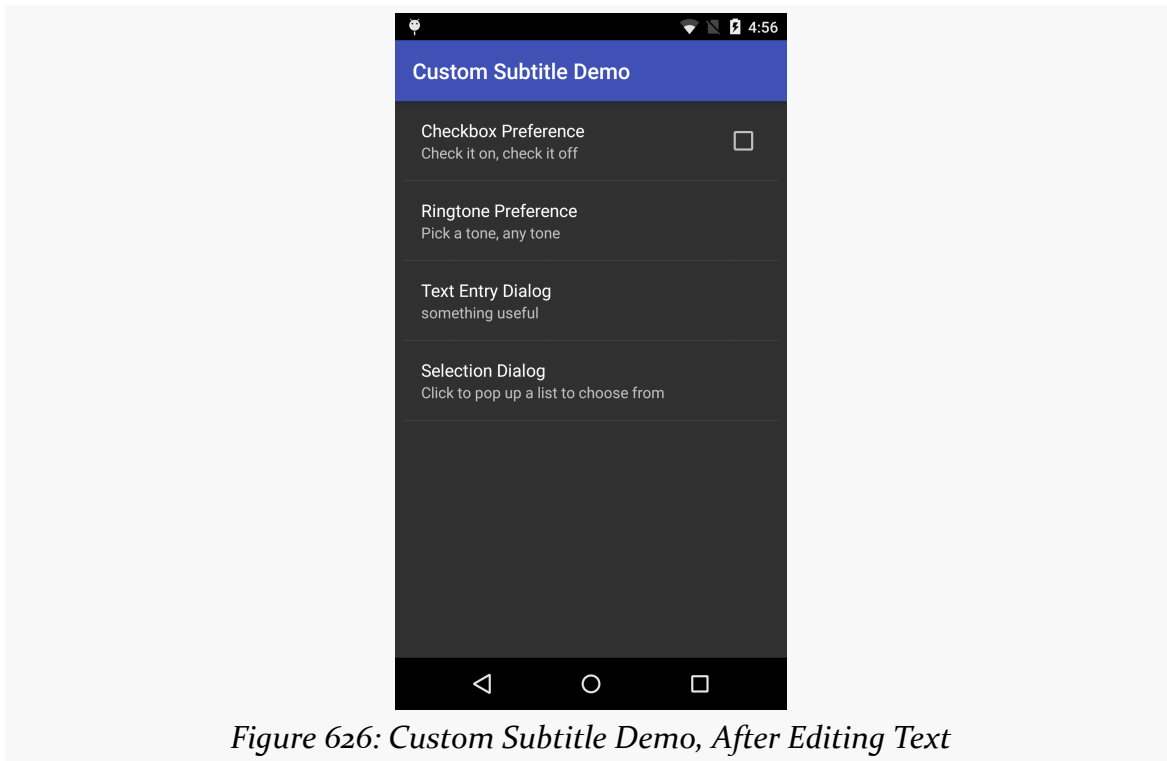 4:56
Custom Subtitle Demo
Checkbox Preference
Check it on, check it off
Ringtone Preference
Pick a tone, any tone
Text Entry Dialog
something useful
Selection Dialog
Click to pop up a list to choose from
Figure 626: Custom Subtitle Demo, After Editing Text